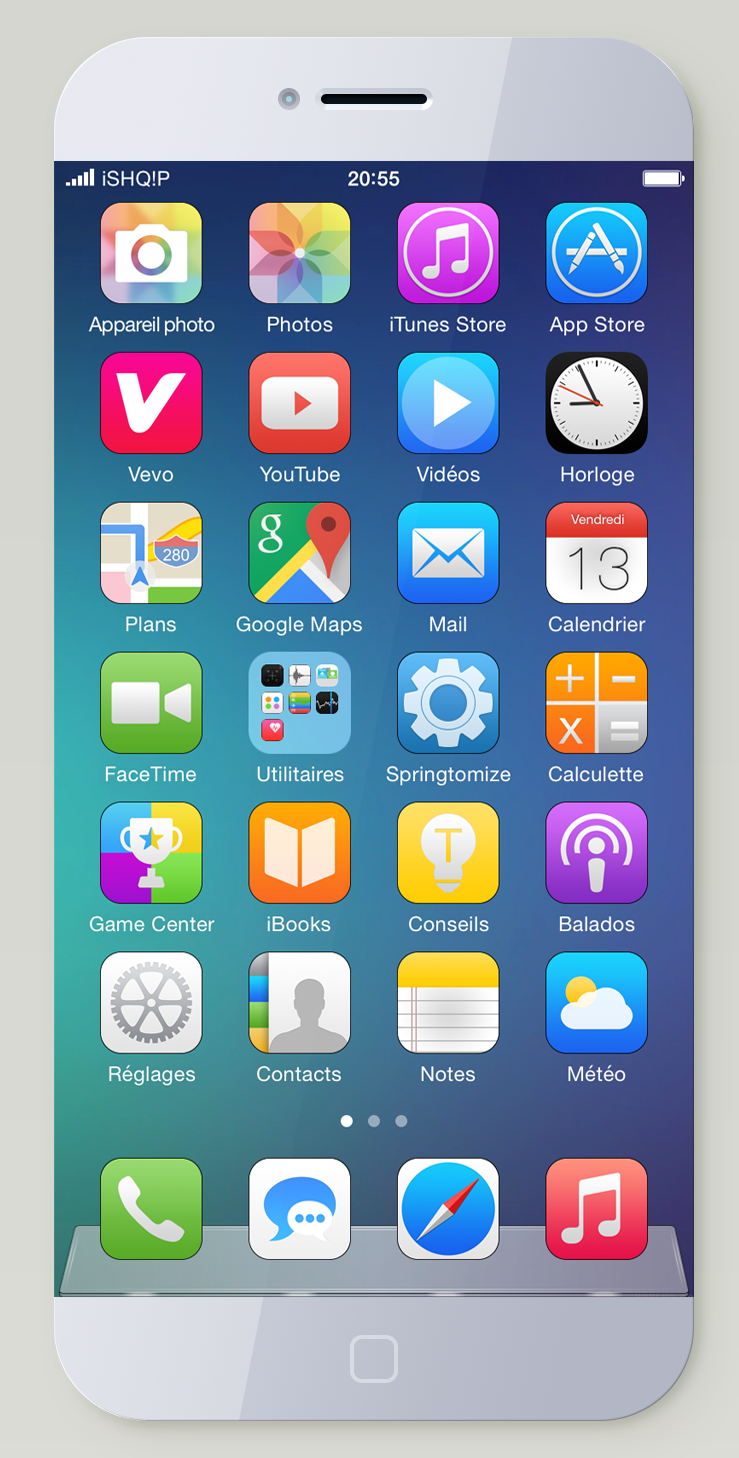 iSHQ!P 20:55
Appareil photo Photos iTunes Store App Store
Vevo YouTube Vidéos Horloge
280 g Vendredi
13
Plans Google Maps Mail Calendrier
FaceTime Utilitaires Springtomize Calculette
T
Game Center iBooks Conseils Balados
Réglages Contacts Notes Météo